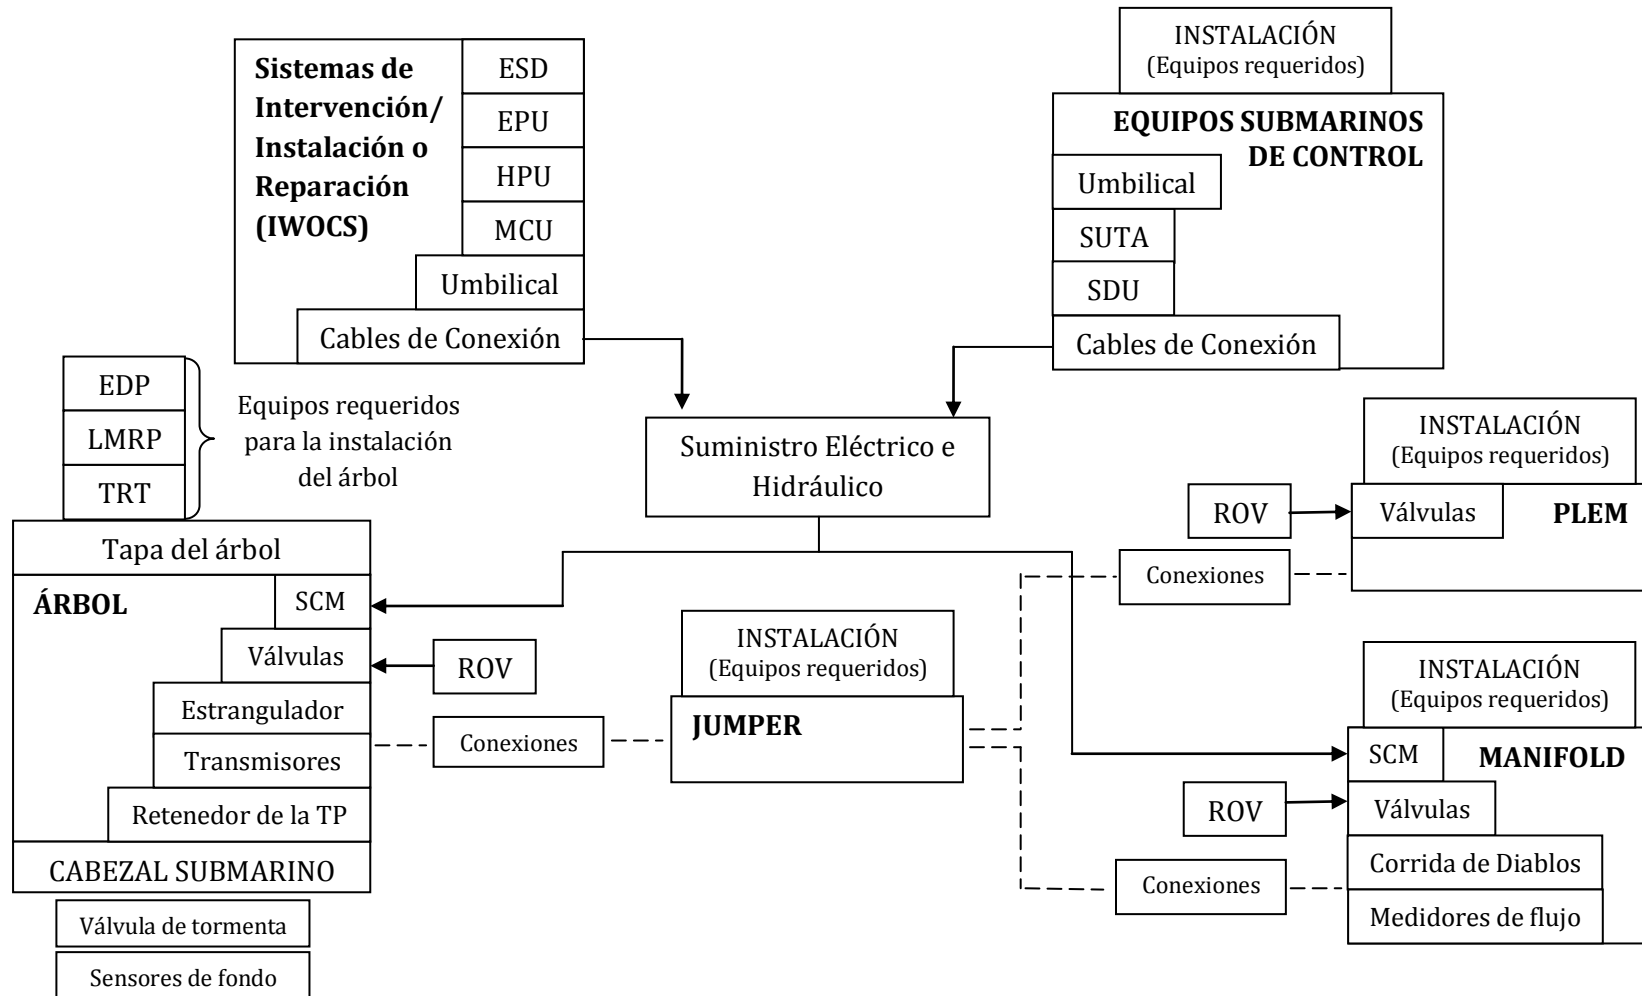 Sistemas de
Intervención/
Instalación o
Reparación
(IWOCS)
ESD
EPU
HPU
MCU
Umbilical
Cables de Conexión
INSTALACIÓN
(Equipos requeridos)
EQUIPOS SUBMARINOS
DE CONTROL
Umbilical
SUTA
SDU
Cables de Conexión
EDP
LMRP
TRT
Equipos requeridos
para la instalación
del árbol
Suministro Eléctrico e
Hidráulico
INSTALACIÓN
(Equipos requeridos)
ROV
Válvulas
PLEM
Conexiones
Tapa del árbol
ÁRBOL
SCM
Válvulas
ROV
Estrangulador
Transmisores
Retenedor de la TP
CABEZAL SUBMARINO
Válvula de tormenta
Sensores de fondo
Conexiones
INSTALACIÓN
(Equipos requeridos)
JUMPER
INSTALACIÓN
(Equipos requeridos)
SCM
MANIFOLD
ROV
Válvulas
Corrida de Diablos
Conexiones
Medidores de flujo